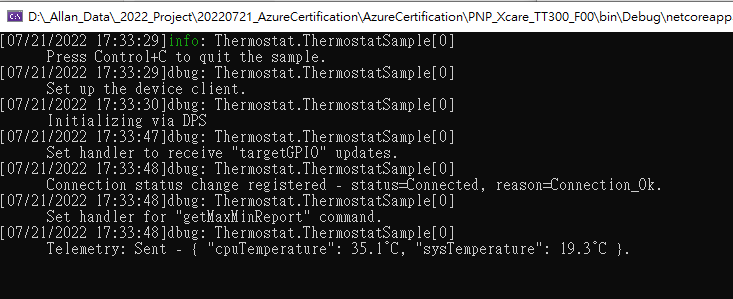 D:\_Allan_Data\_2022_Project\20220721_AzureCertification\AzureCertification\PNP_Xcare_TT300_F00\bin\Debug\netcoreapp
[07/21/2022 17:33:29]info: Thermostat.ThermostatSample[0]
Press Control+C to quit the sample.
[07/21/2022 17:33:29]dbug: Thermostat.ThermostatSample[0]
Set up the device client.
[07/21/2022 17:33:30]dbug: Thermostat.ThermostatSample[0]
Initializing via DPS
[07/21/2022 17:33:47]dbug: Thermostat.ThermostatSample[0]
Set handler to receive "targetGPIO" updates.
[07/21/2022 17:33:48]dbug: Thermostat.ThermostatSample[0]
Connection status change registered - status=Connected, reason=Connection_Ok.
[07/21/2022 17:33:48]dbug: Thermostat.ThermostatSample[0]
Set handler for "getMaxMinReport" command.
[07/21/2022 17:33:48]dbug: Thermostat.ThermostatSample[0]
Telemetry: Sent - { "cpuTemperature": 35.1°C, "sysTemperature": 19.3°C }.